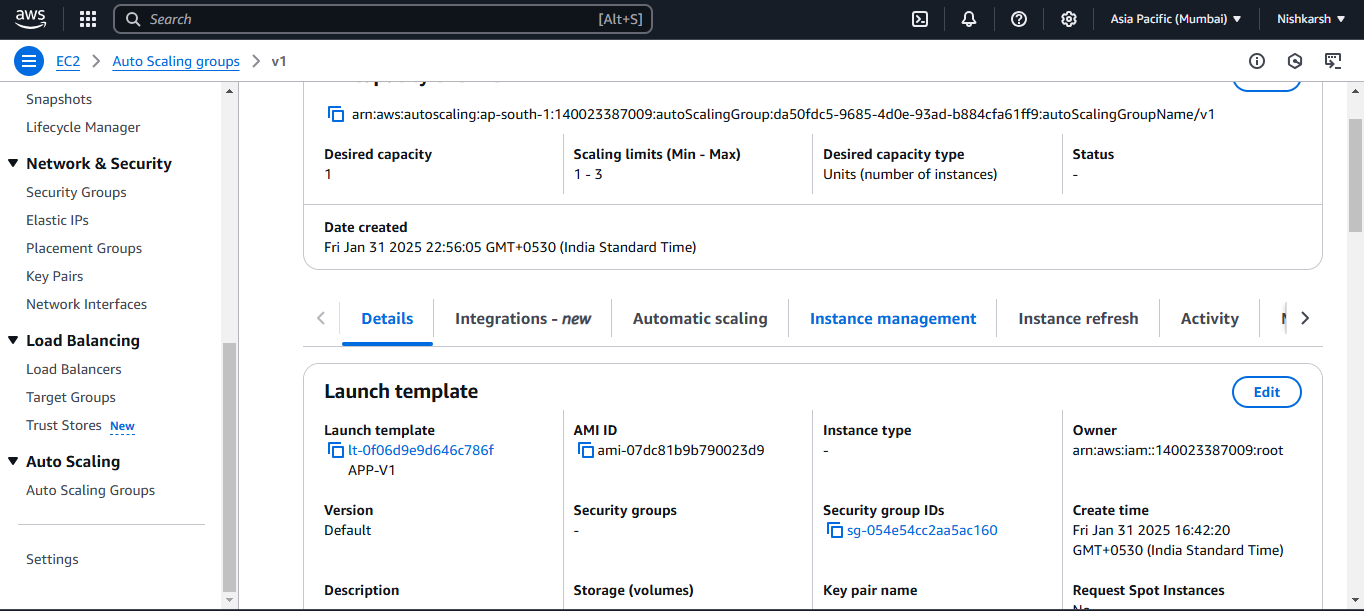 aws
Search
[Alt+S]
Asia Pacific (Mumbai)
Nishkarsh
EC2
Auto Scaling groups
v1
Snapshots
Lifecycle Manager
Network & Security
Security Groups
Elastic IPs
Placement Groups
Key Pairs
Network Interfaces
Load Balancing
Load Balancers
Target Groups
Trust Stores New
Auto Scaling
Auto Scaling Groups
Settings
arn:aws:autoscaling:ap-south-1:140023387009:autoScalingGroup:da50fdc5-9685-4d0e-93ad-b884cfa61ff9:autoScalingGroupName/v1
Desired capacity
1
Scaling limits (Min - Max)
1 - 3
Desired capacity type
Units (number of instances)
Status
-
Date created
Fri Jan 31 2025 22:56:05 GMT+0530 (India Standard Time)
Details
Integrations - new
Automatic scaling
Instance management
Instance refresh
Activity
Launch template
Edit
Launch template
lt-0f06d9e9d646c786f
APP-V1
AMI ID
ami-07dc81b9b790023d9
Instance type
-
Owner
arn:aws:iam::140023387009:root
Version
Default
Security groups
-
Security group IDs
sg-054e54cc2aa5ac160
Create time
Fri Jan 31 2025 16:42:20
GMT+0530 (India Standard Time)
Description
Storage (volumes)
Key pair name
Request Spot Instances